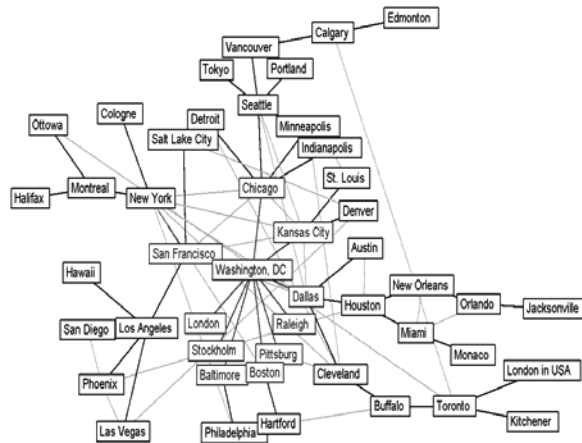 Edmonton
Calgary
Vancouver
Tokyo
Portland
Seattle
Cologne
Detroit
Minneapolis
Ottowa
Salt Lake City
Indianapolis
St. Louis
Montreal
Chicago
Halifax
New York
Denver
Kansas City
Austin
San Francisco
Hawaii
Washington, DC
New Orleans
Dallas
Houston
Orlando
Jacksonville
San Diego
Los Angeles
London
Raleigh
Miami
Stockholm
Pittsburg
Monaco
Phoenix
Baltimore
Boston
Cleveland
London in USA
Las Vegas
Philadelphia
Hartford
Buffalo
Toronto
Kitchener